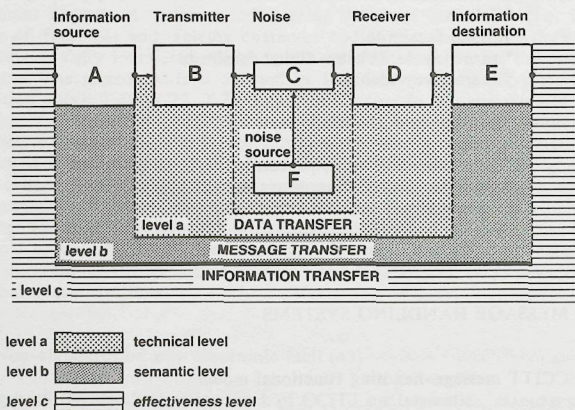 Information source
Transmitter
Noise
Receiver
Information destination
A
B
C
D
E
noise source
F
level a
DATA TRANSFER
level b
MESSAGE TRANSFER
INFORMATION TRANSFER
level c
MESSAGE HANDLING SYSTEMS
level a technical level
level b semantic level
level c effectiveness level